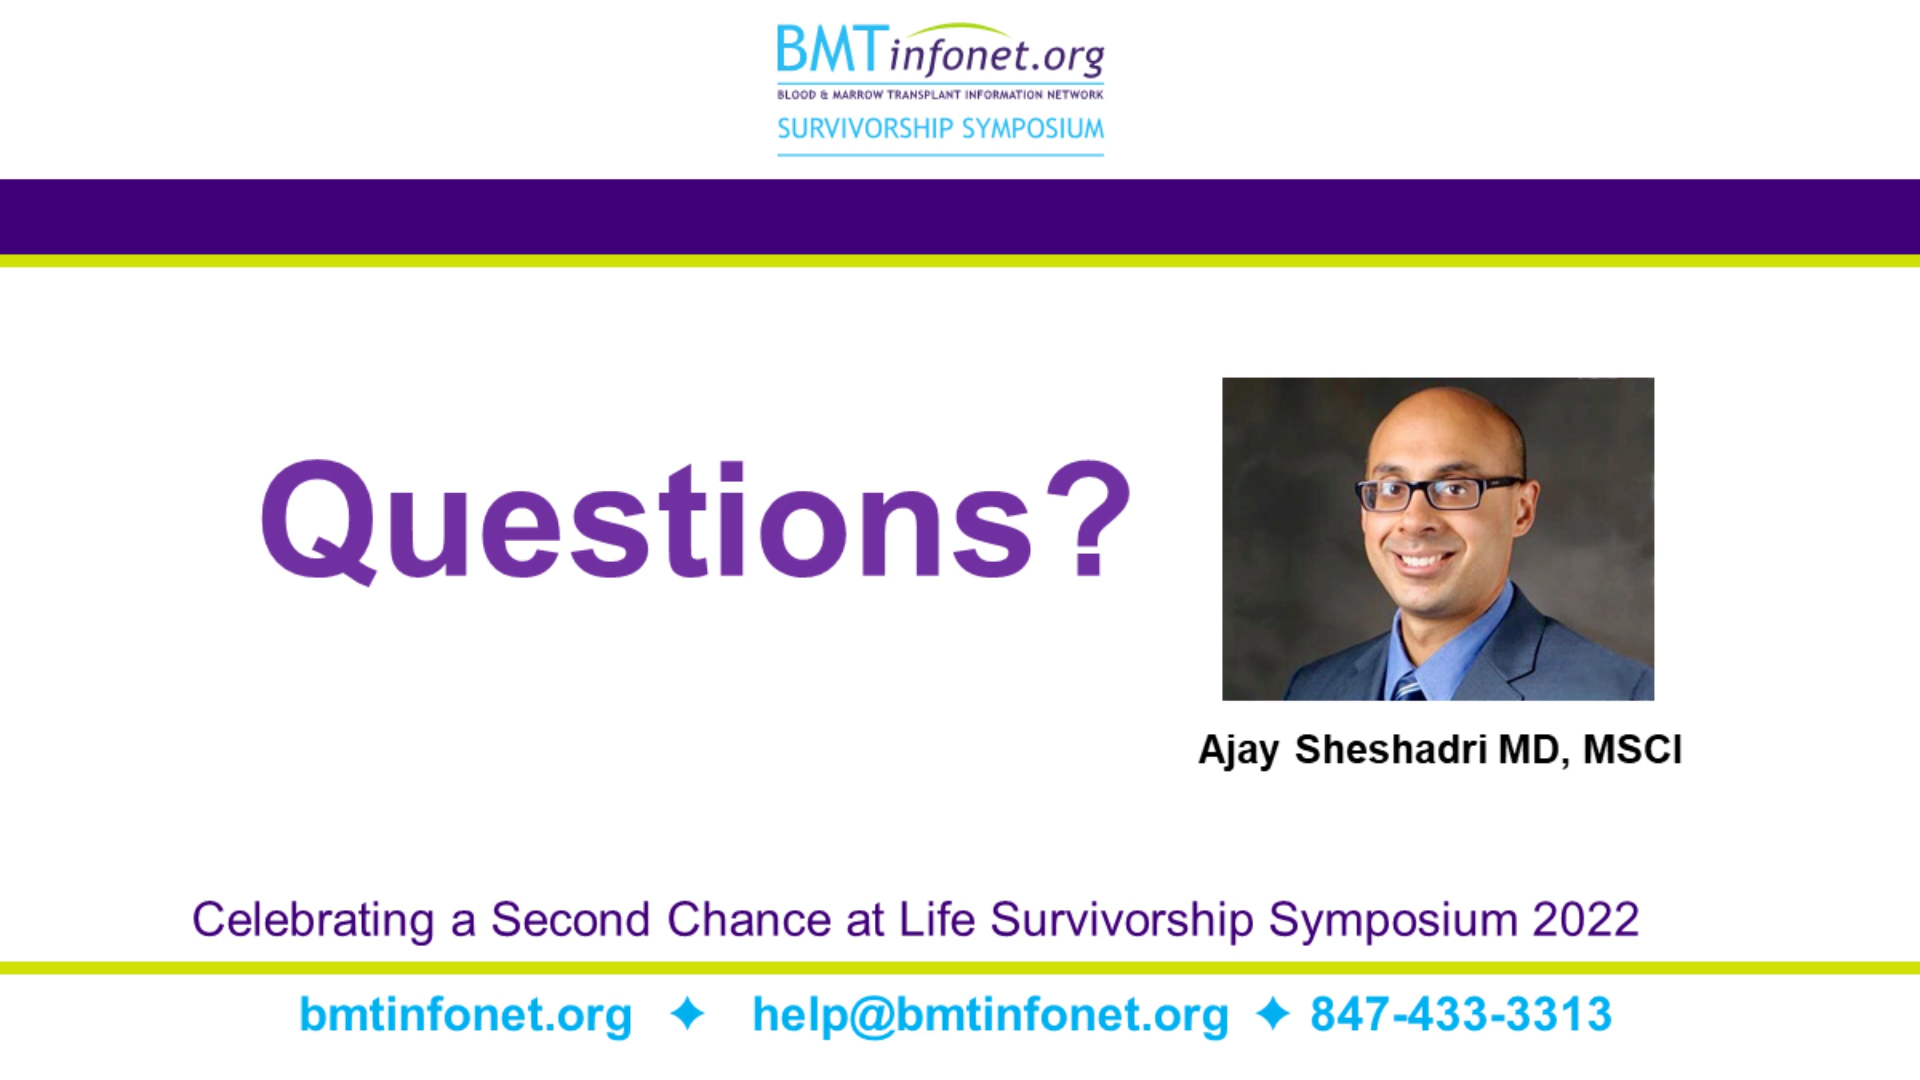 BMTinfonet.org
BLOOD & MARROW TRANSPLANT INFORMATION NETWORK
SURVIVORSHIP SYMPOSIUM
Questions?
Ajay Sheshadri MD, MSCI
Celebrating a Second Chance at Life Survivorship Symposium 2022
bmtinfonet.org ✦ help@bmtinfonet.org ✦ 847-433-3313